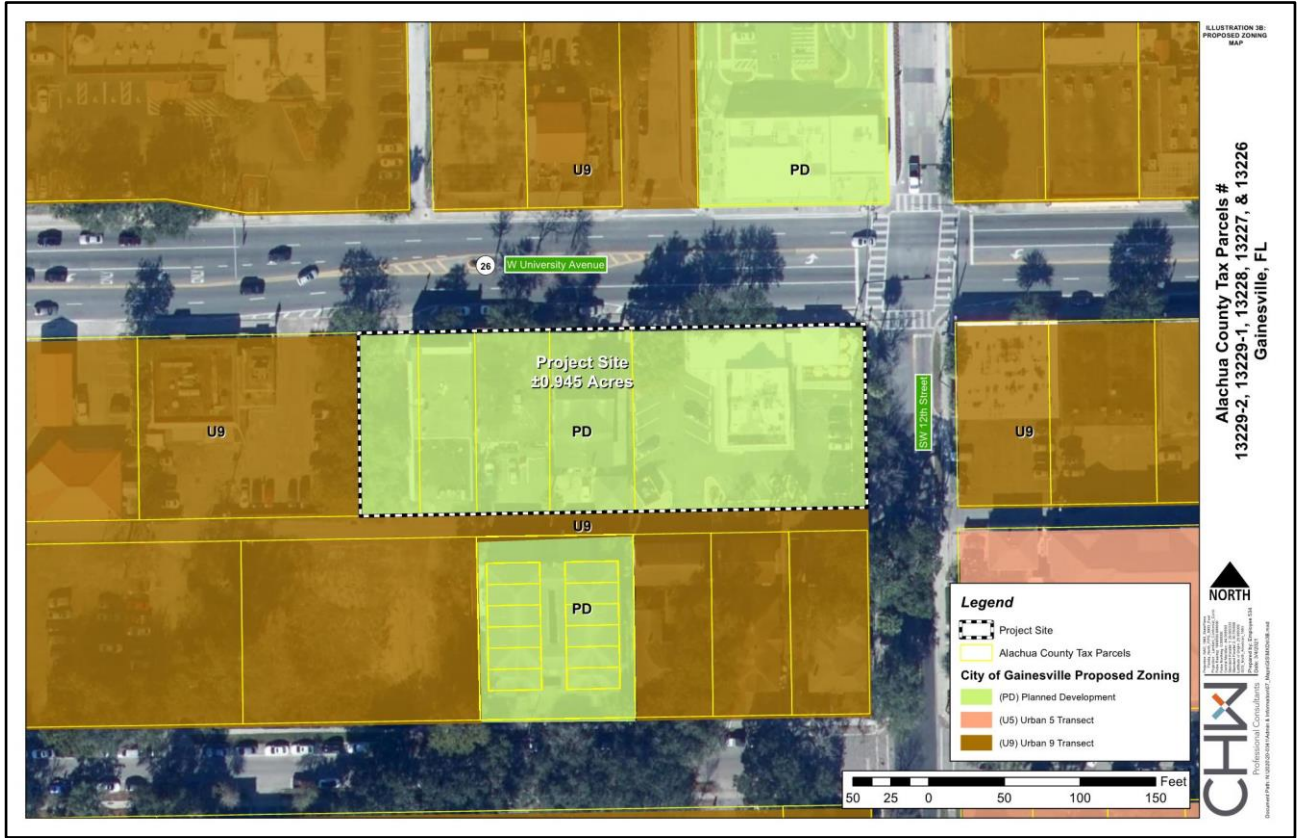 ILLUSTRATION 3B:
PROPOSED ZONING
MAP
U9
PD
26
W University Avenue
Project Site
±0.945 Acres
U9
PD
SW 12th Street
U9
U9
PD
Alachua County Tax Parcels #
13229-2, 13229-1, 13228, 13227, & 13226
Gainesville, FL
NORTH
Legend
Project Site
Alachua County Tax Parcels
City of Gainesville Proposed Zoning
(PD) Planned Development
(U5) Urban 5 Transect
(U9) Urban 9 Transect
Feet
50 25 0 50 100 150
CHW
Professional Consultants